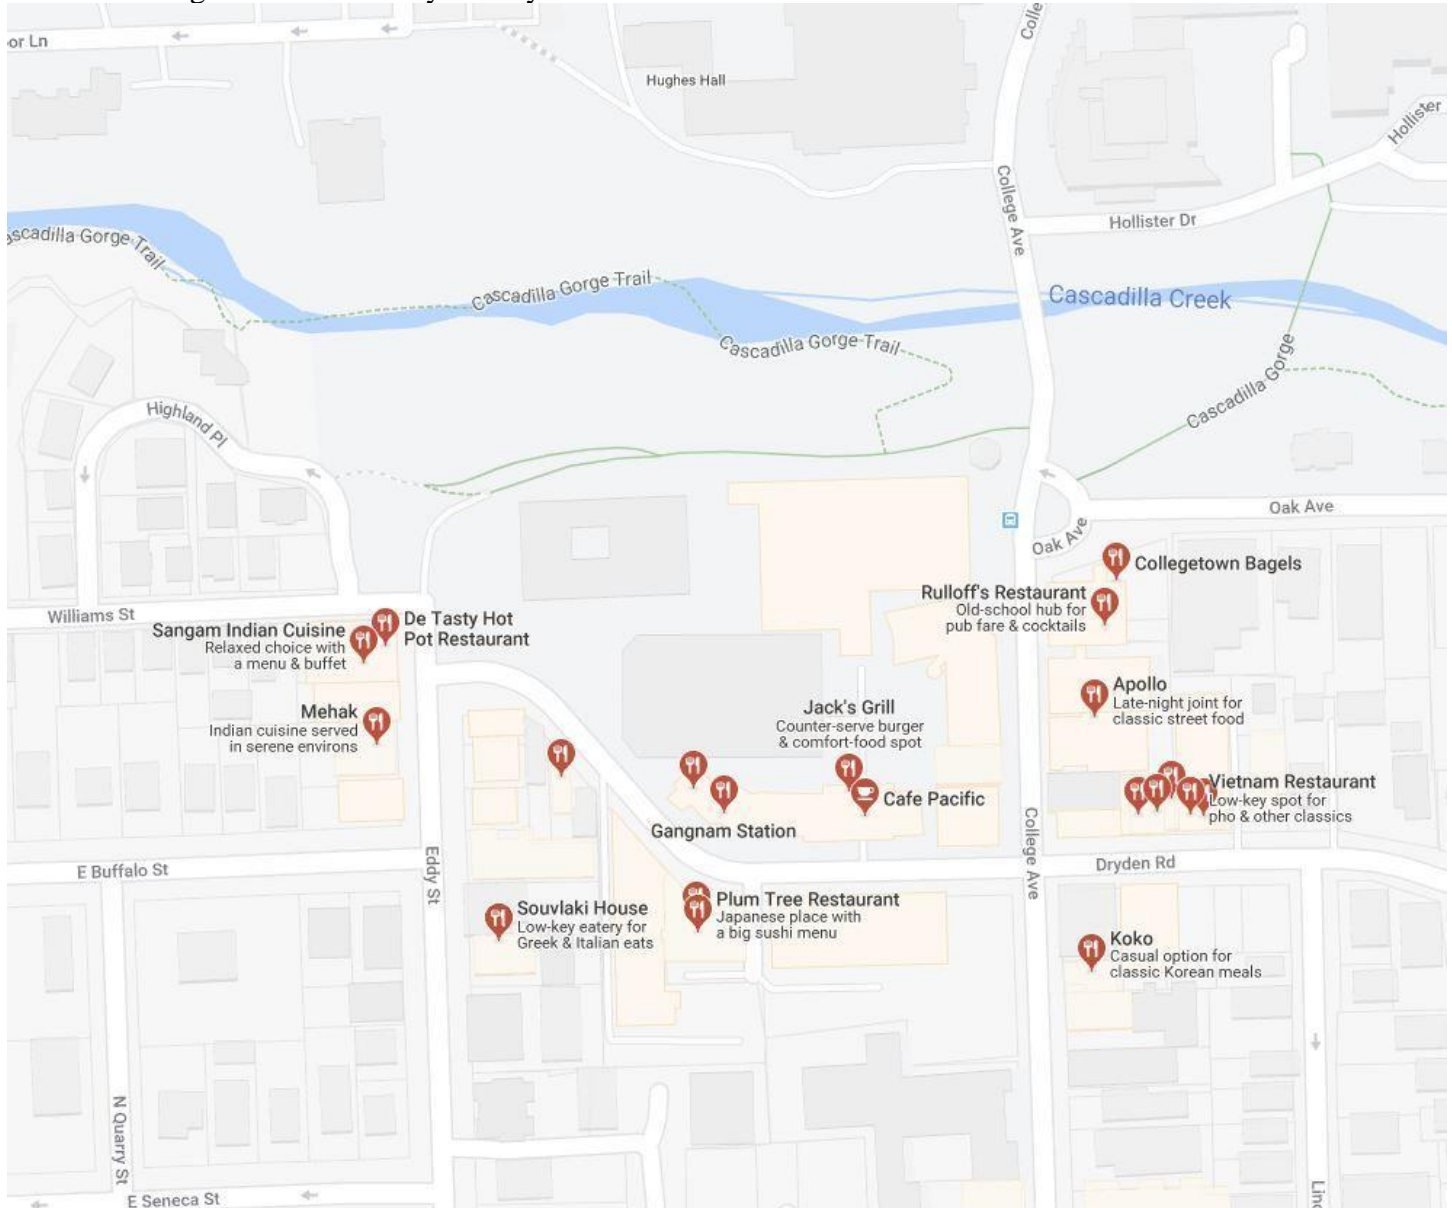 or Ln
Colle
Hughes Hall
Hollister
College Ave
Hollister Dr
ascadilla Gorge Trail
Cascadilla Gorge Trail
Cascadilla Creek
Cascadilla Gorge Trail
Cascadilla Gorge
Highland Pl
Oak Ave
Oak Ave
Collegetown Bagels
Williams St
Rulloff's Restaurant
Old-school hub for
pub fare & cocktails
De Tasty Hot
Pot Restaurant
Sangam Indian Cuisine
Relaxed choice with
a menu & buffet
Apollo
Late-night joint for
classic street food
Mehak
Indian cuisine served
in serene environs
Jack's Grill
Counter-serve burger
& comfort-food spot
Vietnam Restaurant
Low-key spot for
pho & other classics
Cafe Pacific
Gangnam Station
College Ave
Dryden Rd
E Buffalo St
Eddy St
Souvlaki House
Low-key eatery for
Greek & Italian eats
Plum Tree Restaurant
Japanese place with
a big sushi menu
Koko
Casual option for
classic Korean meals
N Quarry St
E Seneca St
Linc